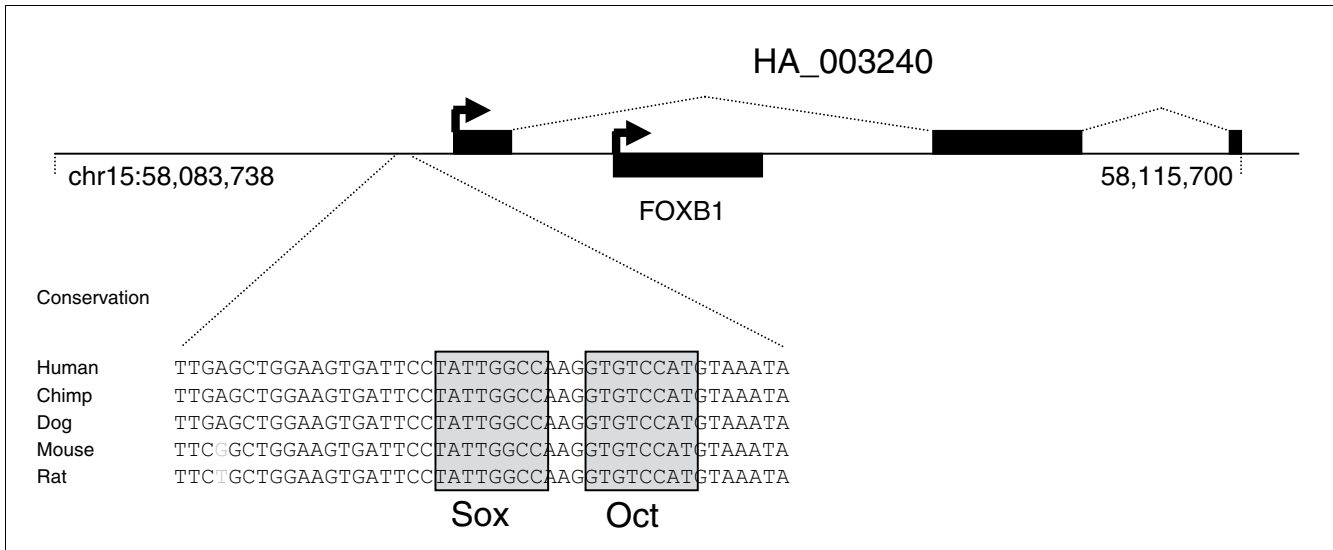 HA_003240
chr15:58,083,738
58,115,700
FOXB1
Conservation
Human TTGAGCTGGAAGTGATTCCTATTGGCCAAGGTGTCCATGTAAATA
Chimp TTGAGCTGGAAGTGATTCCTATTGGCCAAGGTGTCCATGTAAATA
Dog TTGAGCTGGAAGTGATTCCTATTGGCCAAGGTGTCCATGTAAATA
Mouse TTCGGCTGGAAGTGATTCCTATTGGCCAAGGTGTCCATGTAAATA
Rat TTCTGCTGGAAGTGATTCCTATTGGCCAAGGTGTCCATGTAAATA
Sox Oct